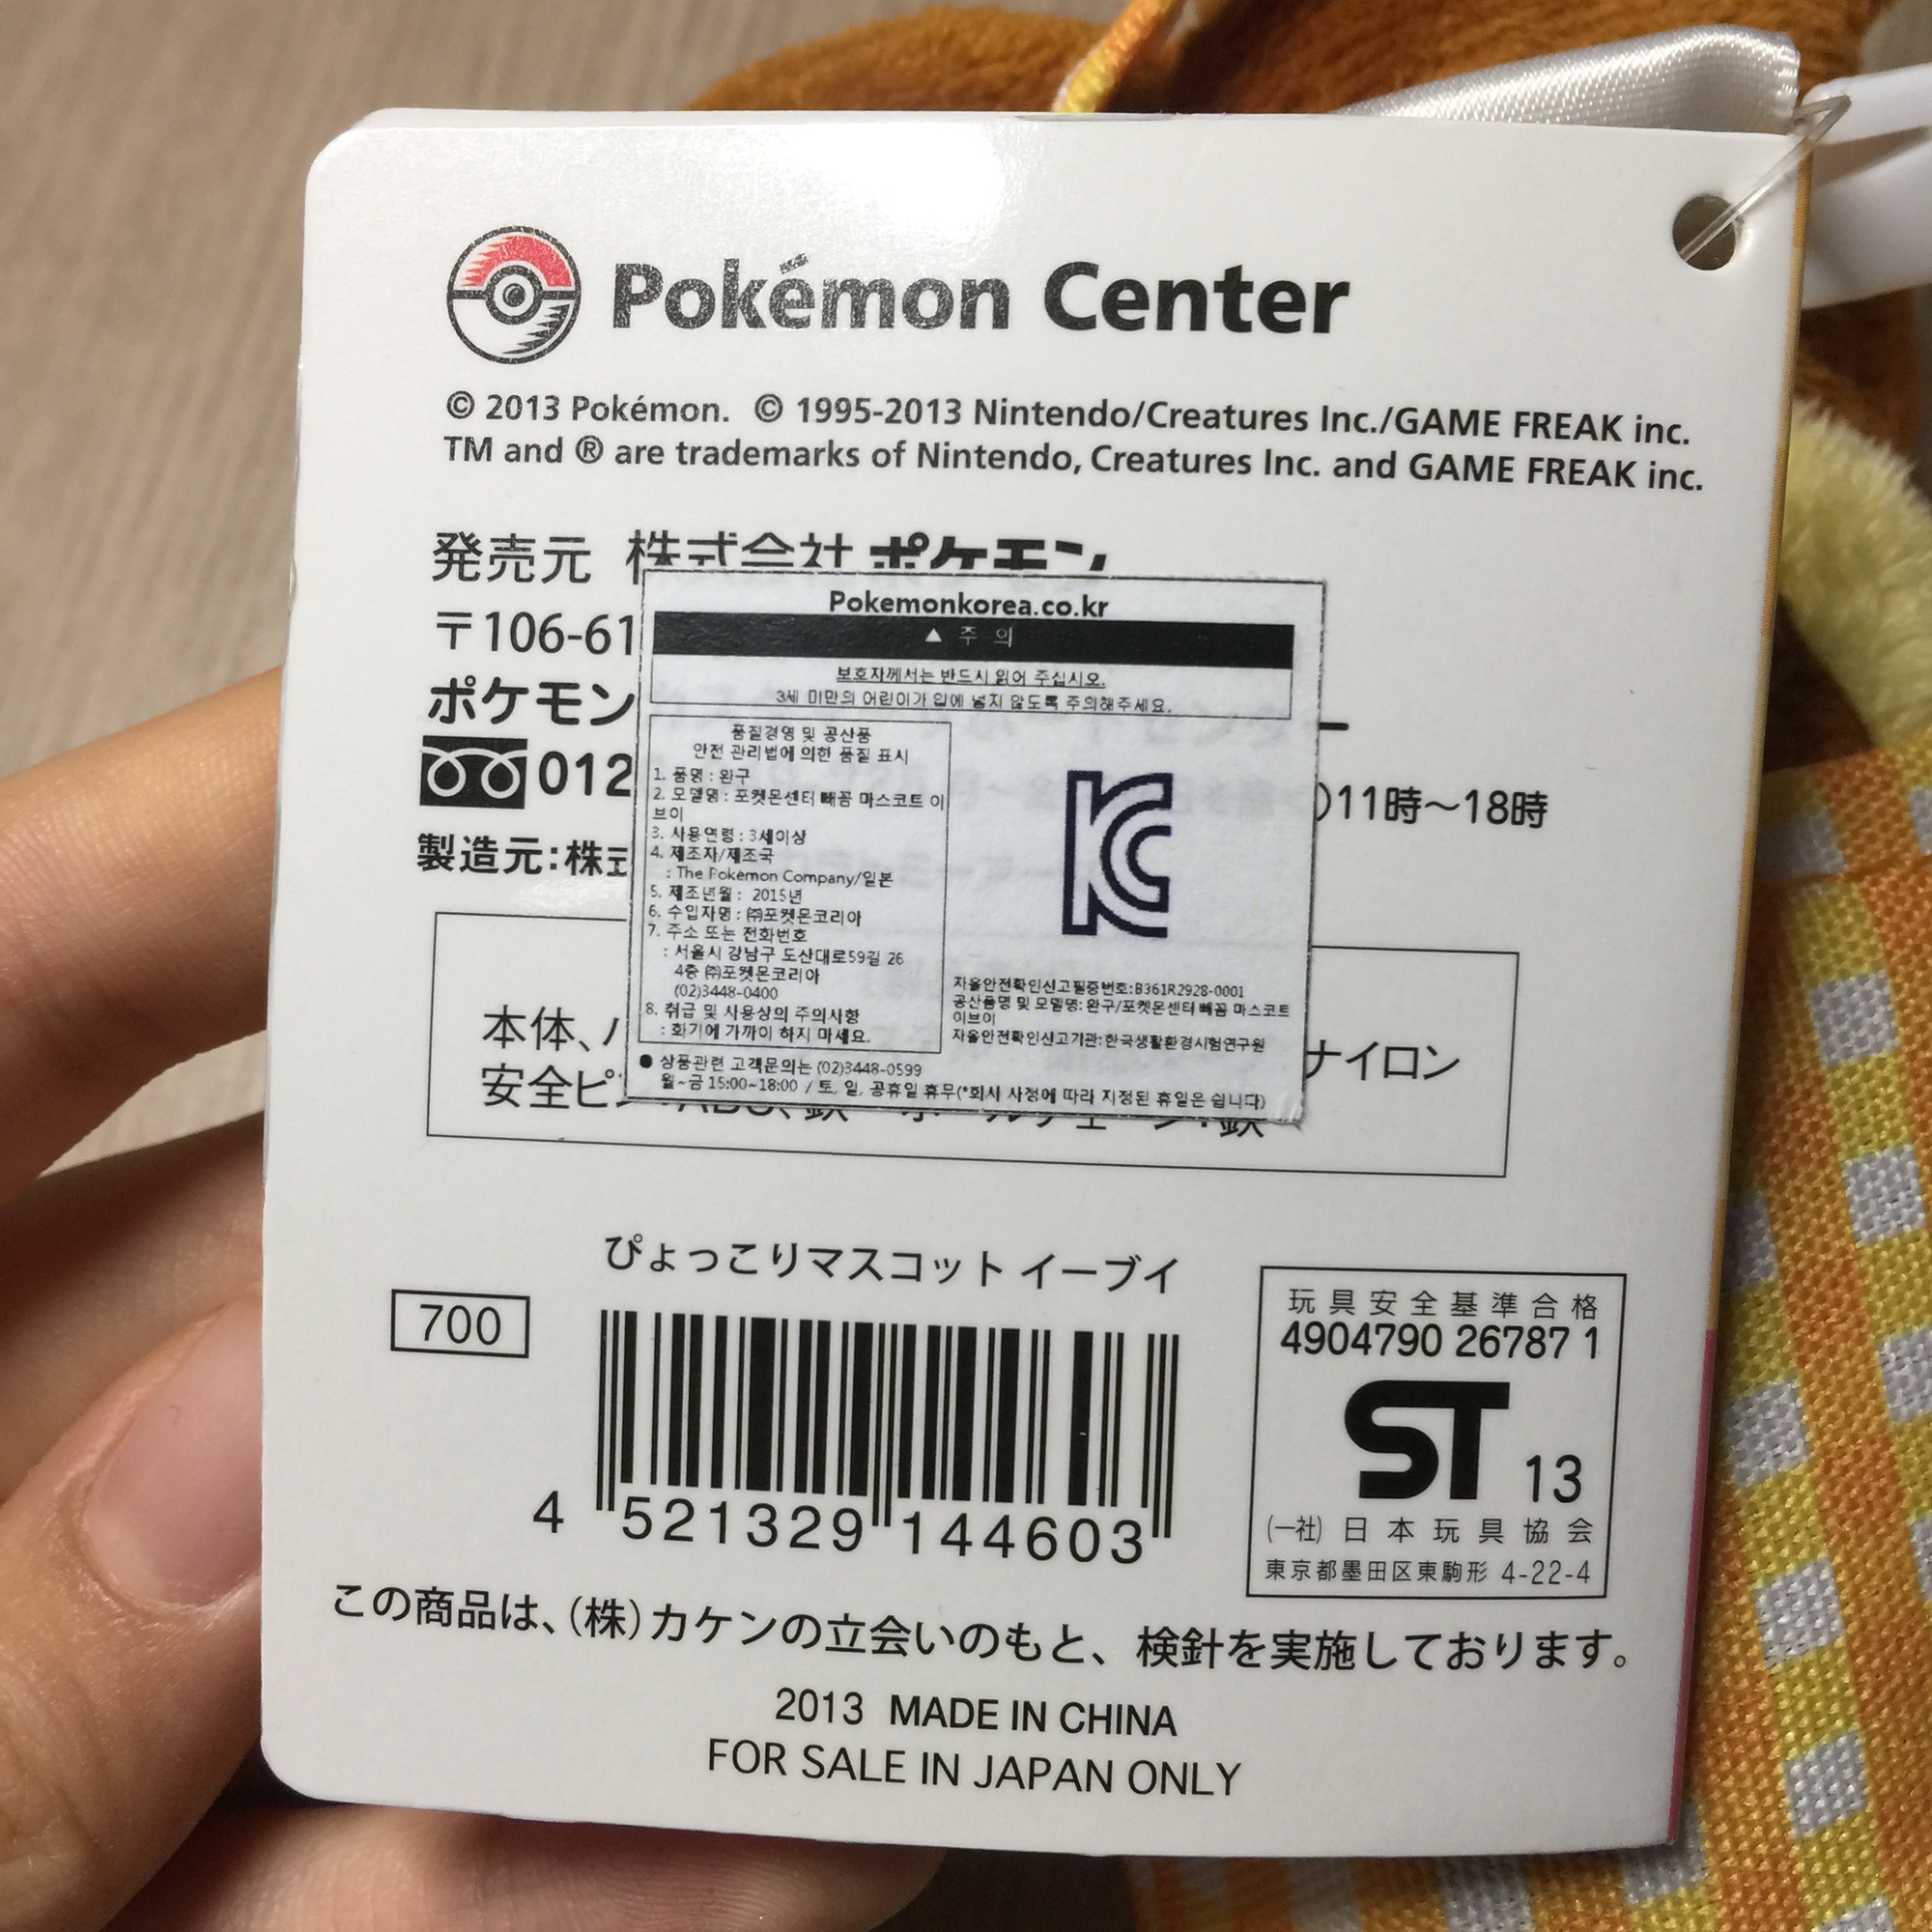 Pokémon Center
© 2013 Pokémon. © 1995-2013 Nintendo/Creatures Inc./GAME FREAK inc.
TM and ® are trademarks of Nintendo, Creatures Inc. and GAME FREAK inc.
発売元 株式会社 ポケモン
〒106-61
ポケモン
012
)11時～18時
製造元:株式
本体、
ナイロン
安全ピ
Pokemonkorea.co.kr
▲ 주 의
보호자께서는 반드시 읽어 주십시오.
3세 미만의 어린이가 입에 넣지 않도록 주의해주세요.
품질경영 및 공산품
안전 관리법에 의한 품질 표시
1. 품명 : 완구
2. 모델명 : 포켓몬센터 빼꼼 마스코트 이
브이
3. 사용연령 : 3세이상
4. 제조자/제조국
: The Pokémon Company/일본
5. 제조년월 : 2015년
6. 수입자명 : ㈜포켓몬코리아
7. 주소 또는 전화번호
: 서울시 강남구 도산대로59길 26
4층 ㈜포켓몬코리아
(02)3448-0400
8. 취급 및 사용상의 주의사항
: 화기에 가까이 하지 마세요.
자율안전확인신고필증번호:B361R2928-0001
공산품명 및 모델명: 완구/포켓몬센터 빼꼼 마스코트
이브이
자율안전확인신고기관:한국생활환경시험연구원
● 상품관련 고객문의는 (02)3448-0599
월~금 15:00~18:00 / 토, 일, 공휴일 휴무(*회사 사정에 따라 지정된 휴일은 쉽니다)
ぴょっこりマスコット イーブイ
700
4 521329 144603
玩具安全基準合格
4904790 26787 1
ST 13
(一社) 日本玩具協会
東京都墨田区東駒形 4-22-4
この商品は、(株)カケンの立会いのもと、検針を実施しております。
2013 MADE IN CHINA
FOR SALE IN JAPAN ONLY